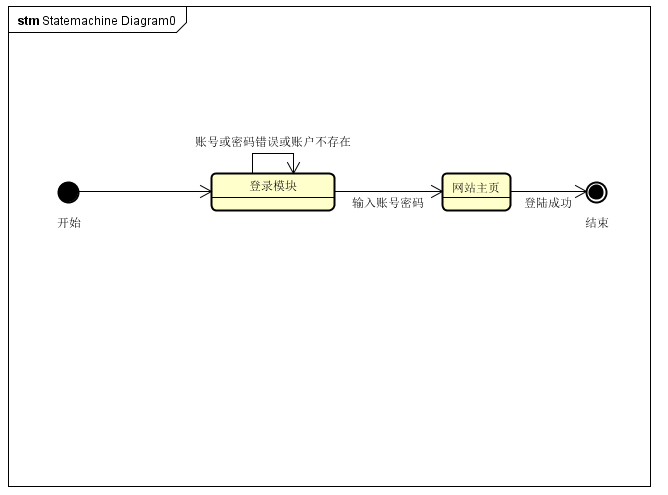 stm Statemachine Diagram0
账号或密码错误或账户不存在
登录模块
网站主页
输入账号密码
登陆成功
开始
结束